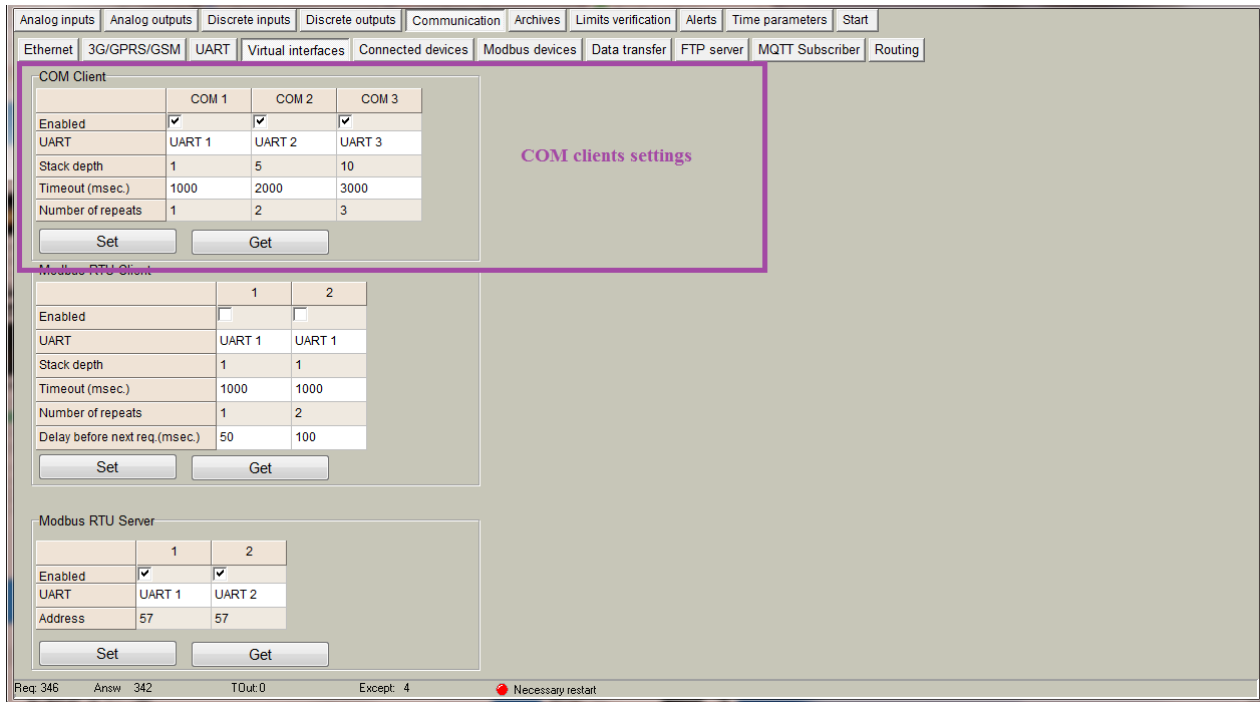 Analog inputs Analog outputs Discrete inputs Discrete outputs Communication Archives Limits verification Alerts Time parameters Start
Ethernet 3G/GPRS/GSM UART Virtual interfaces Connected devices Modbus devices Data transfer FTP server MQTT Subscriber Routing
COM Client
COM 1 COM 2 COM 3
Enabled
UART UART 1 UART 2 UART 3
Stack depth 1 5 10
Timeout (msec.) 1000 2000 3000
Number of repeats 1 2 3
Set Get
COM clients settings
Modbus RTU Client
1 2
Enabled
UART UART 1 UART 1
Stack depth 1 1
Timeout (msec.) 1000 1000
Number of repeats 1 2
Delay before next req.(msec.) 50 100
Set Get
Modbus RTU Server
1 2
Enabled
UART UART 1 UART 2
Address 57 57
Set Get
Req: 346 Answ 342 TOut: 0 Except: 4 Necessary restart